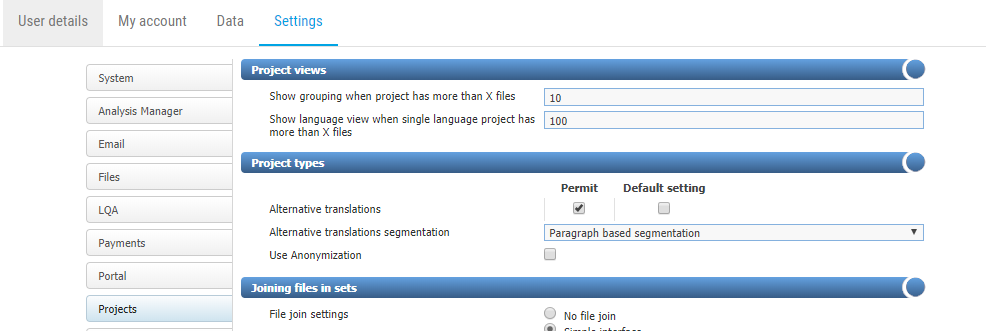 User details
My account
Data
Settings
System
Analysis Manager
Email
Files
LQA
Payments
Portal
Projects
Project views
Show grouping when project has more than X files
10
Show language view when single language project has
more than X files
100
Project types
Permit Default setting
Alternative translations
Alternative translations segmentation
Paragraph based segmentation
Use Anonymization
Joining files in sets
File join settings
No file join
Simple interface